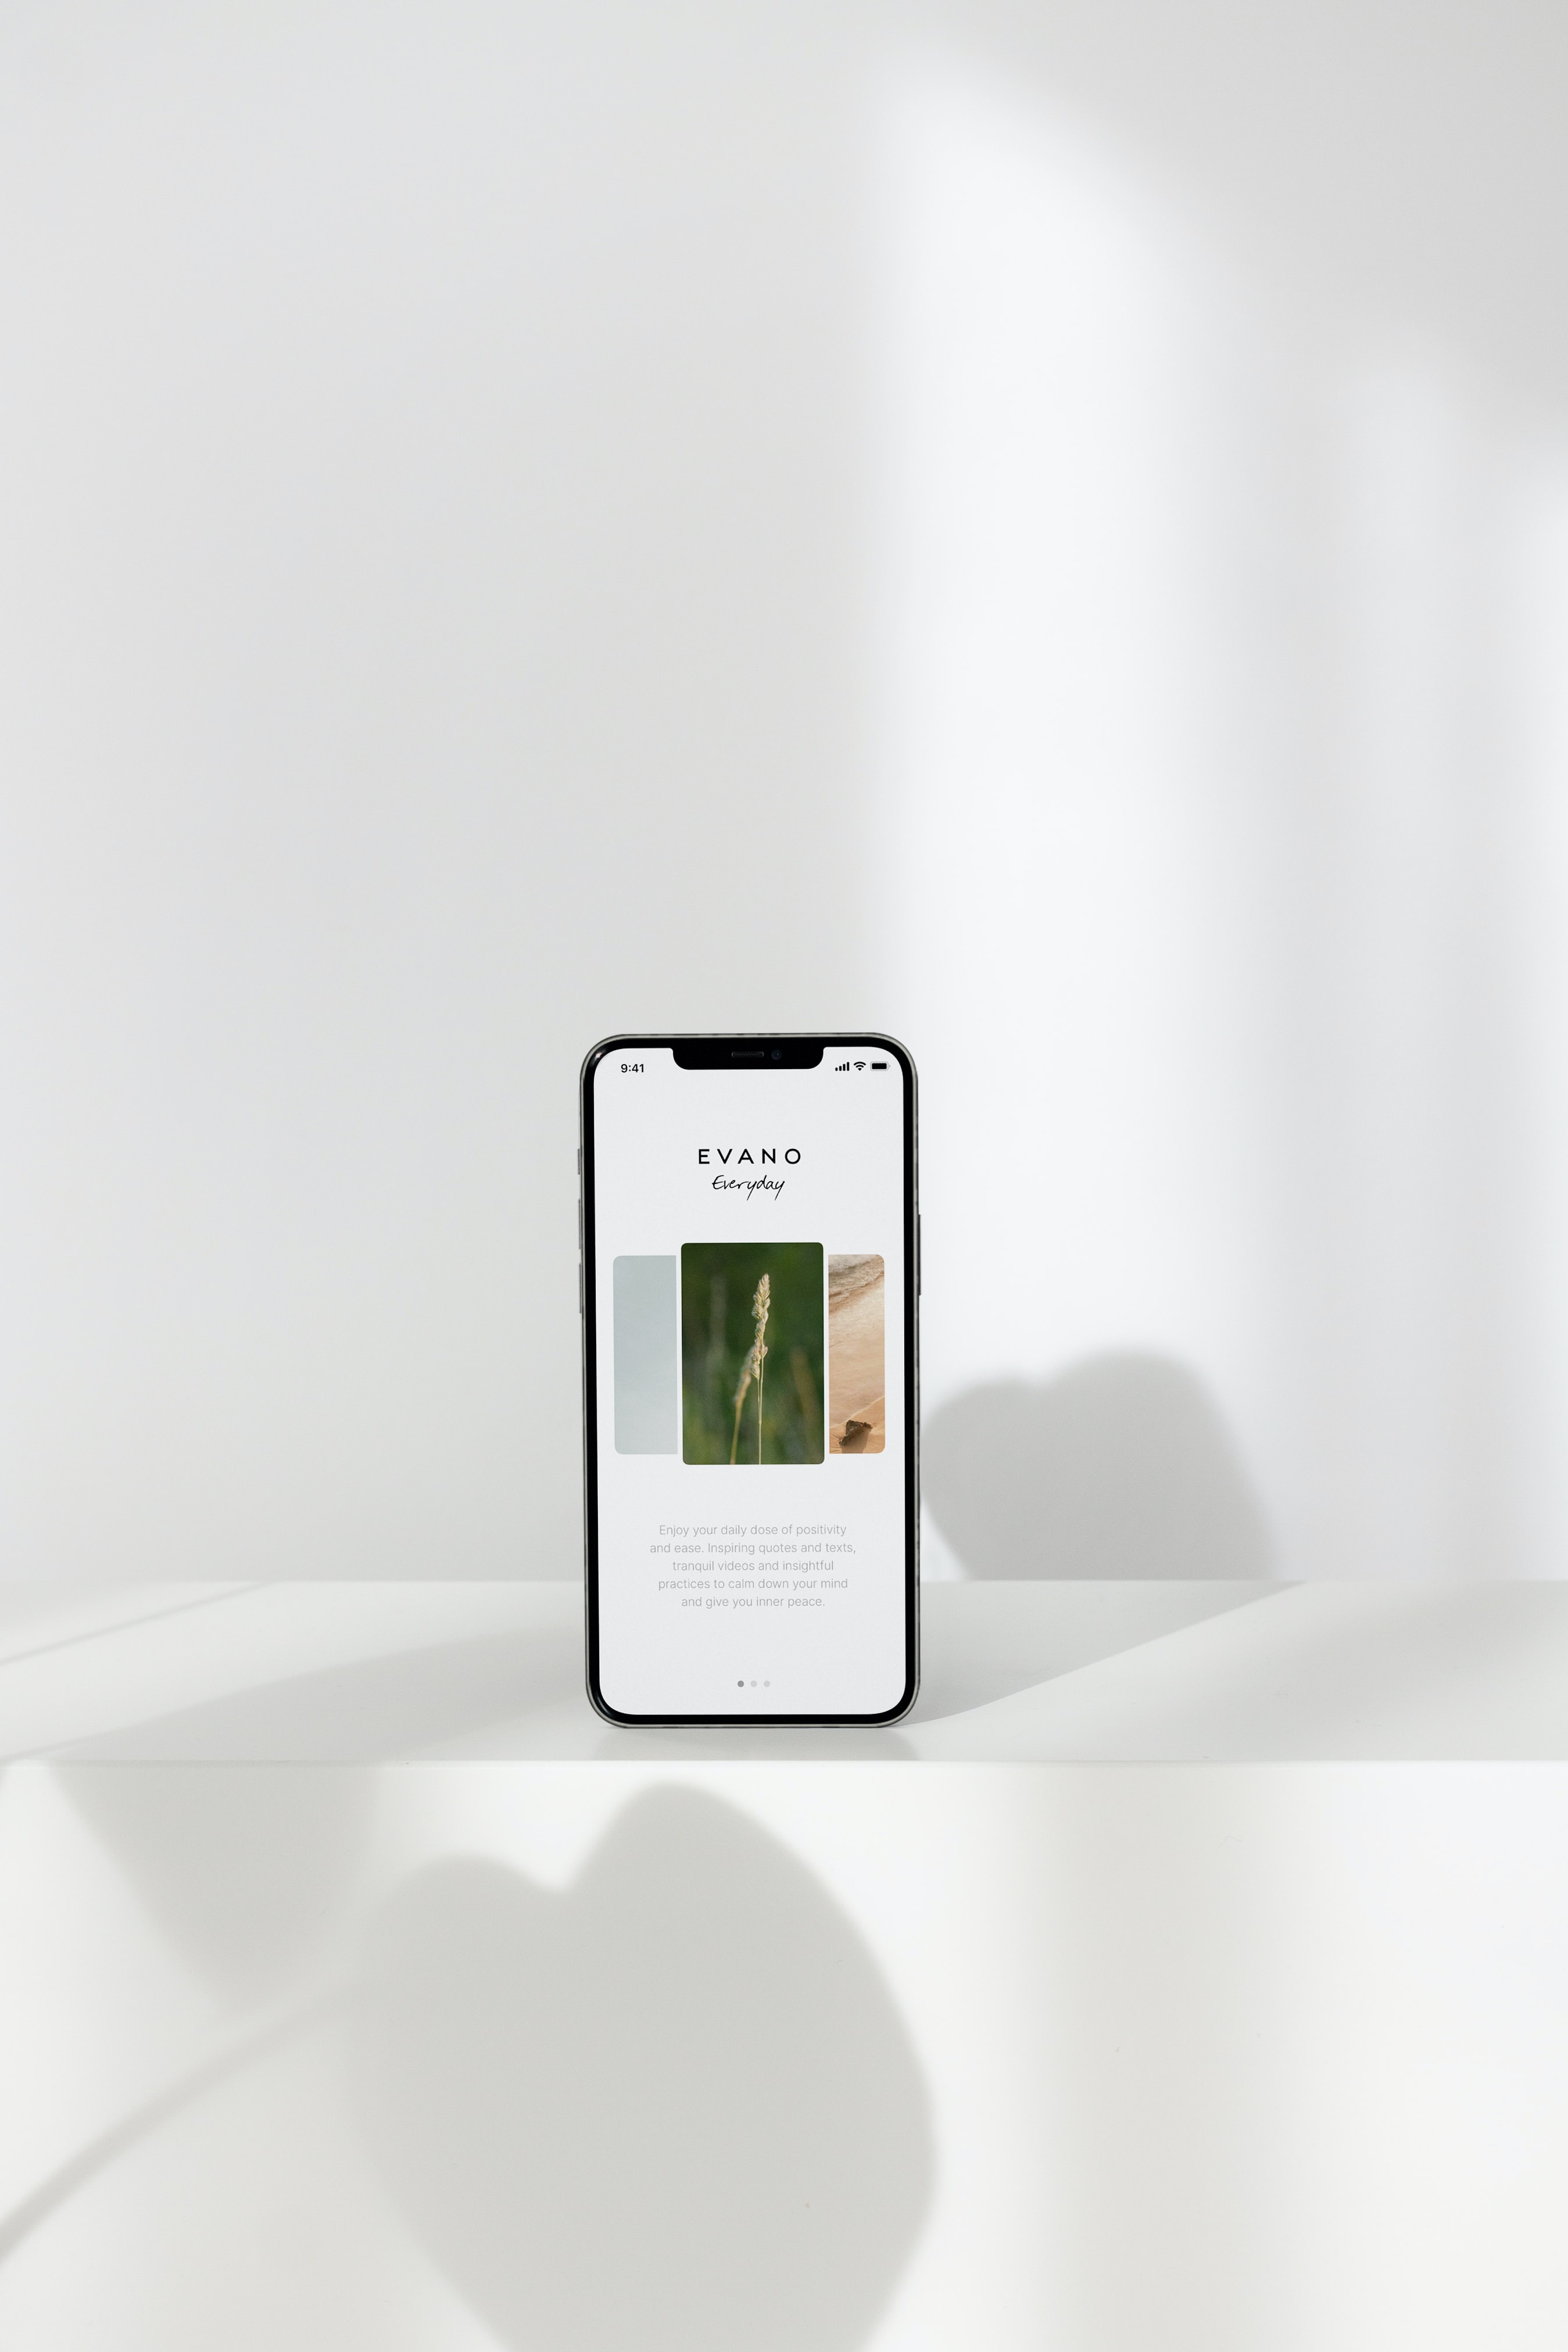 9:41
EVANO
Everyday
Enjoy your daily dose of positivity
and ease. Inspiring quotes and texts,
tranquil videos and insightful
practices to calm down your mind
and give you inner peace.